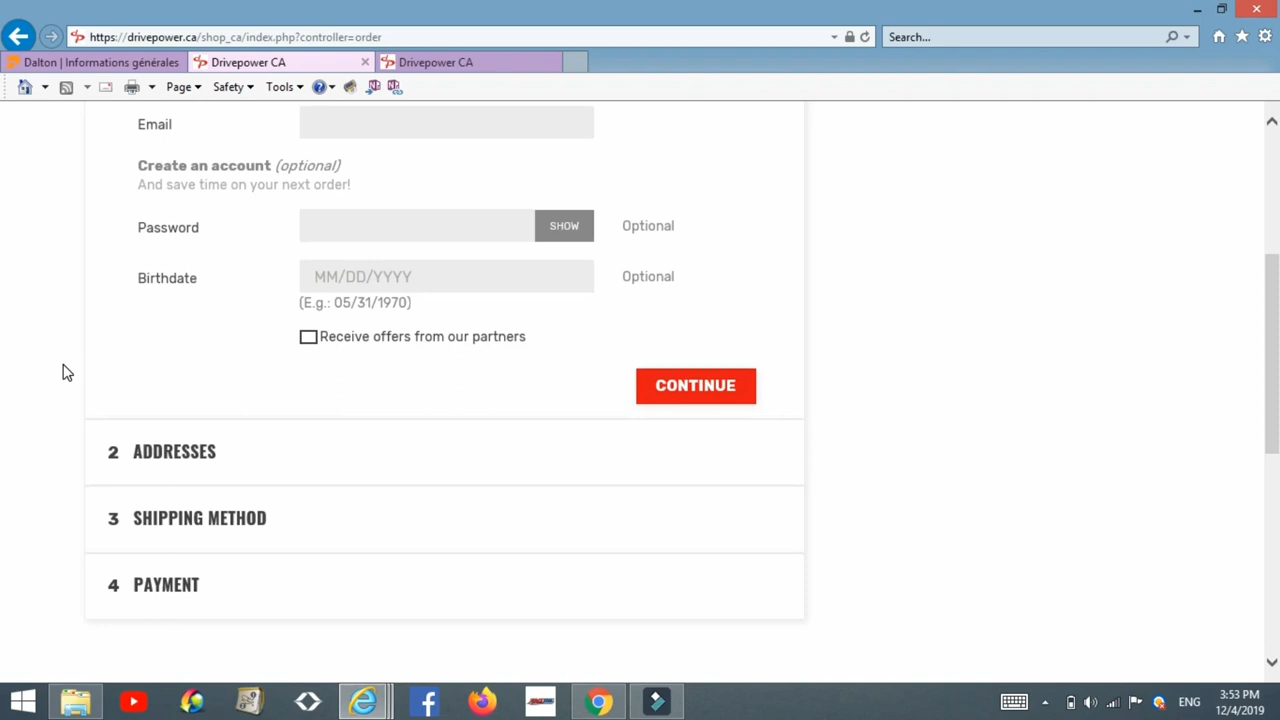 https://drivepower.ca/shop_ca/index.php?controller=order
Search...
Dalton | Informations générales
Drivepower CA
Drivepower CA
Page
Safety
Tools
Email
Create an account (optional)
And save time on your next order!
Password
SHOW
Optional
Birthdate
MM/DD/YYYY
Optional
(E.g.: 05/31/1970)
Receive offers from our partners
CONTINUE
2 ADDRESSES
3 SHIPPING METHOD
4 PAYMENT
ENG
3:53 PM
12/4/2019